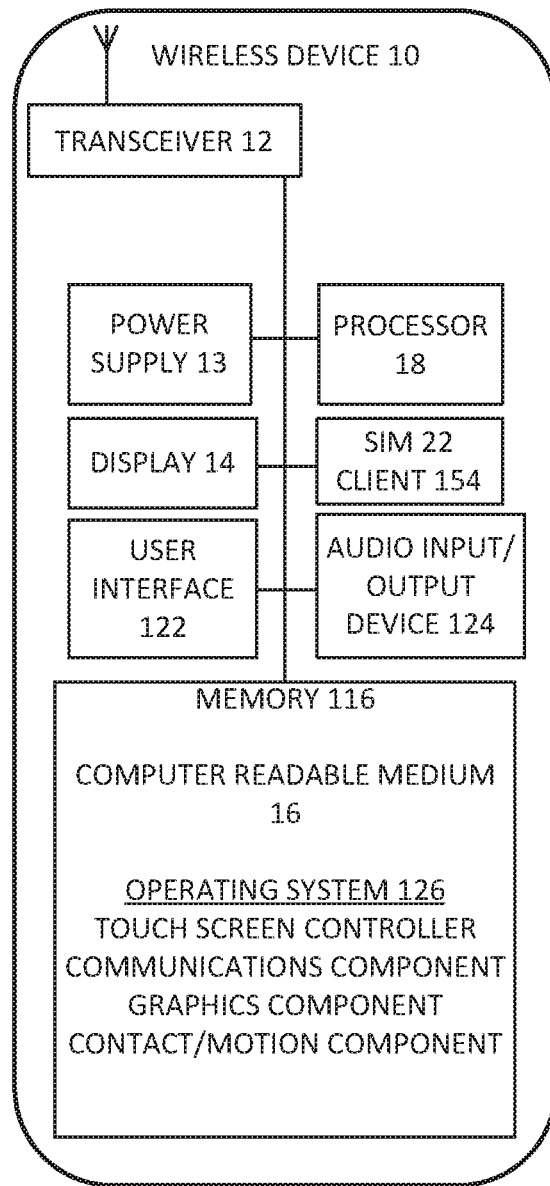 WIRELESS DEVICE 10
TRANSCEIVER 12
POWER
SUPPLY 13
PROCESSOR
18
DISPLAY 14
SIM 22
CLIENT 154
USER
INTERFACE
122
AUDIO INPUT/
OUTPUT
DEVICE 124
MEMORY 116
COMPUTER READABLE MEDIUM
16
OPERATING SYSTEM 126
TOUCH SCREEN CONTROLLER
COMMUNICATIONS COMPONENT
GRAPHICS COMPONENT
CONTACT/MOTION COMPONENT